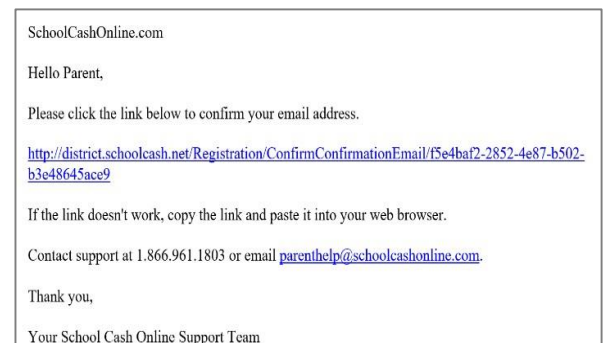 SchoolCashOnline.com
Hello Parent,
Please click the link below to confirm your email address.
http://district.schoolcash.net/Registration/ConfirmConfirmationEmail/f5e4baf2-2852-4e87-b502-
b3e48645ace9
If the link doesn't work, copy the link and paste it into your web browser.
Contact support at 1.866.961.1803 or email parenthelp@schoolcashonline.com.
Thank you,
Your School Cash Online Support Team